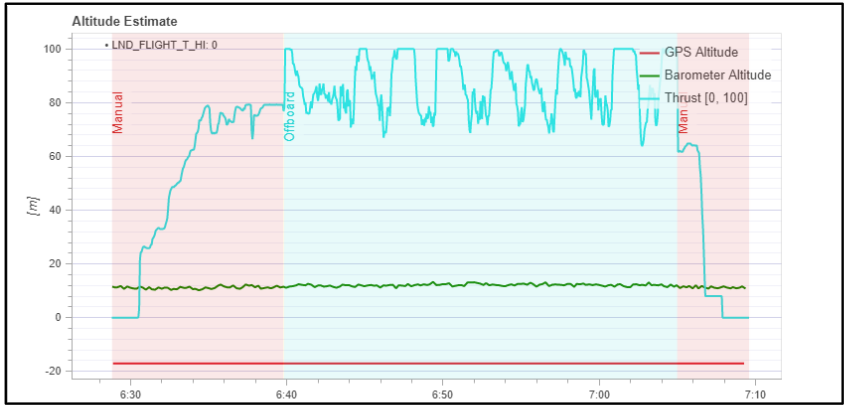 Altitude Estimate
• LND_FLIGHT_T_HI: 0
GPS Altitude
Barometer Altitude
Thrust [0, 100]
Manual
Offboard
Man
[m]
100
80
60
40
20
0
-20
6:30
6:40
6:50
7:00
7:10